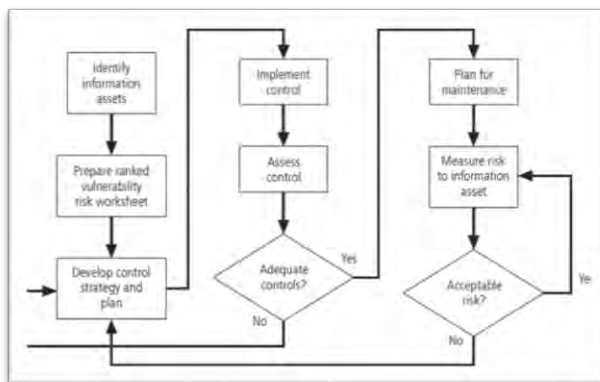 Identify
information
assets
Prepare ranked
vulnerability
risk worksheet
Develop control
strategy and
plan
Implement
control
Assess
control
Adequate
controls?
Yes
No
Plan for
maintenance
Measure risk
to information
asset
Acceptable
risk?
Ye
No